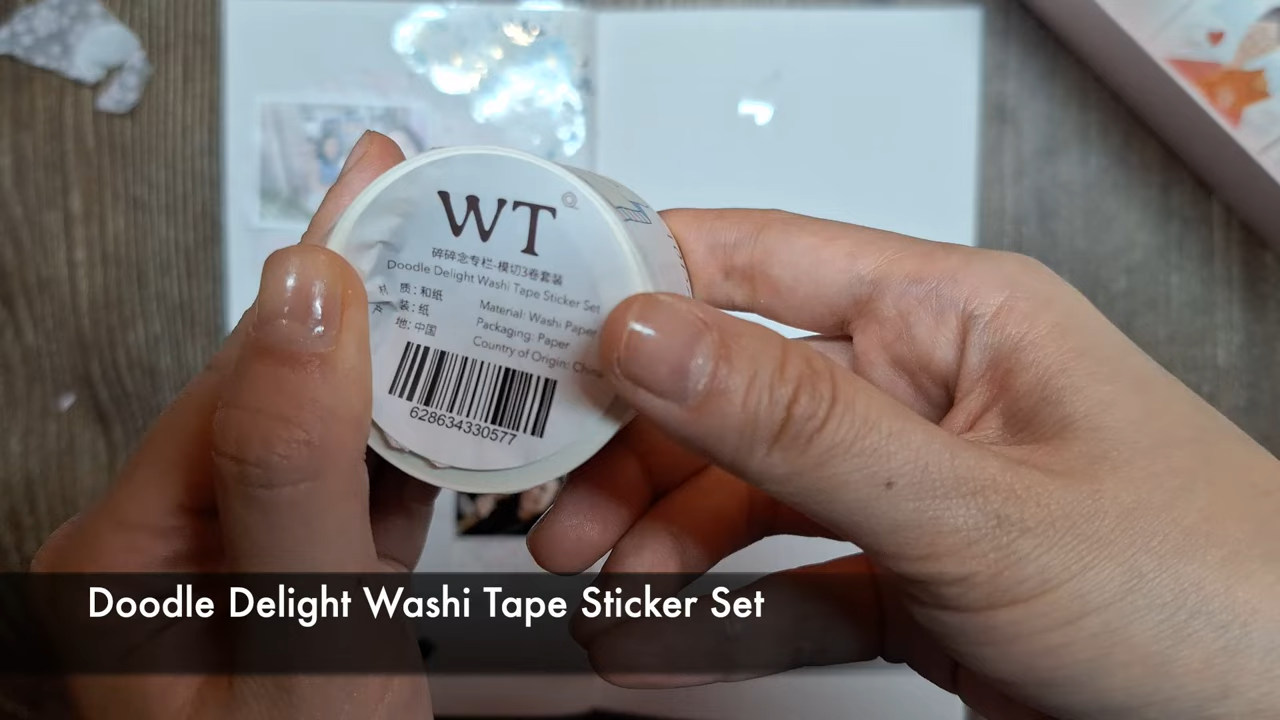 WT
碎碎念专栏-模切3卷套装
Doodle Delight Washi Tape Sticker Set
质: 和纸
装: 纸
地: 中国
Material: Washi Paper
Packaging: Paper
Country of Origin: China
628634330577
Doodle Delight Washi Tape Sticker Set